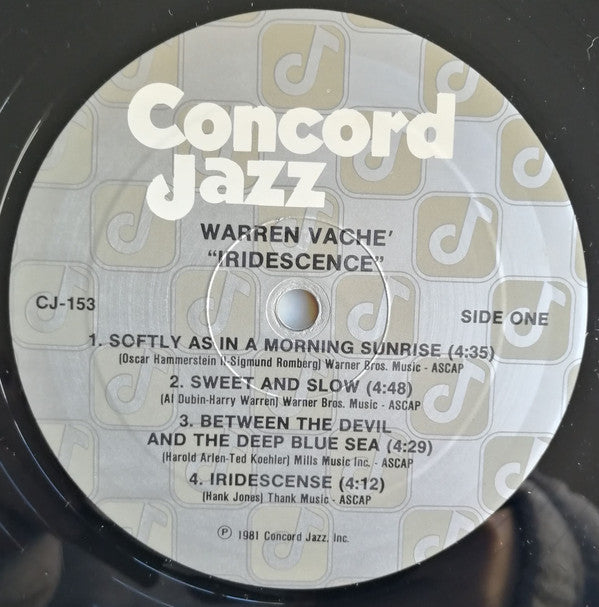 Concord
Jazz
WARREN VACHE'
"IRIDESCENCE"
CJ-153
SIDE ONE
1. SOFTLY AS IN A MORNING SUNRISE (4:35)
(Oscar Hammerstein II-Sigmund Romberg) Warner Bros. Music - ASCAP
2. SWEET AND SLOW (4:48)
(Al Dubin-Harry Warren) Warner Bros. Music - ASCAP
3. BETWEEN THE DEVIL
AND THE DEEP BLUE SEA (4:29)
(Harold Arlen-Ted Koehler) Mills Music Inc. - ASCAP
4. IRIDESCENSE (4:12)
(Hank Jones) Thank Music - ASCAP
℗ 1981 Concord Jazz, Inc.